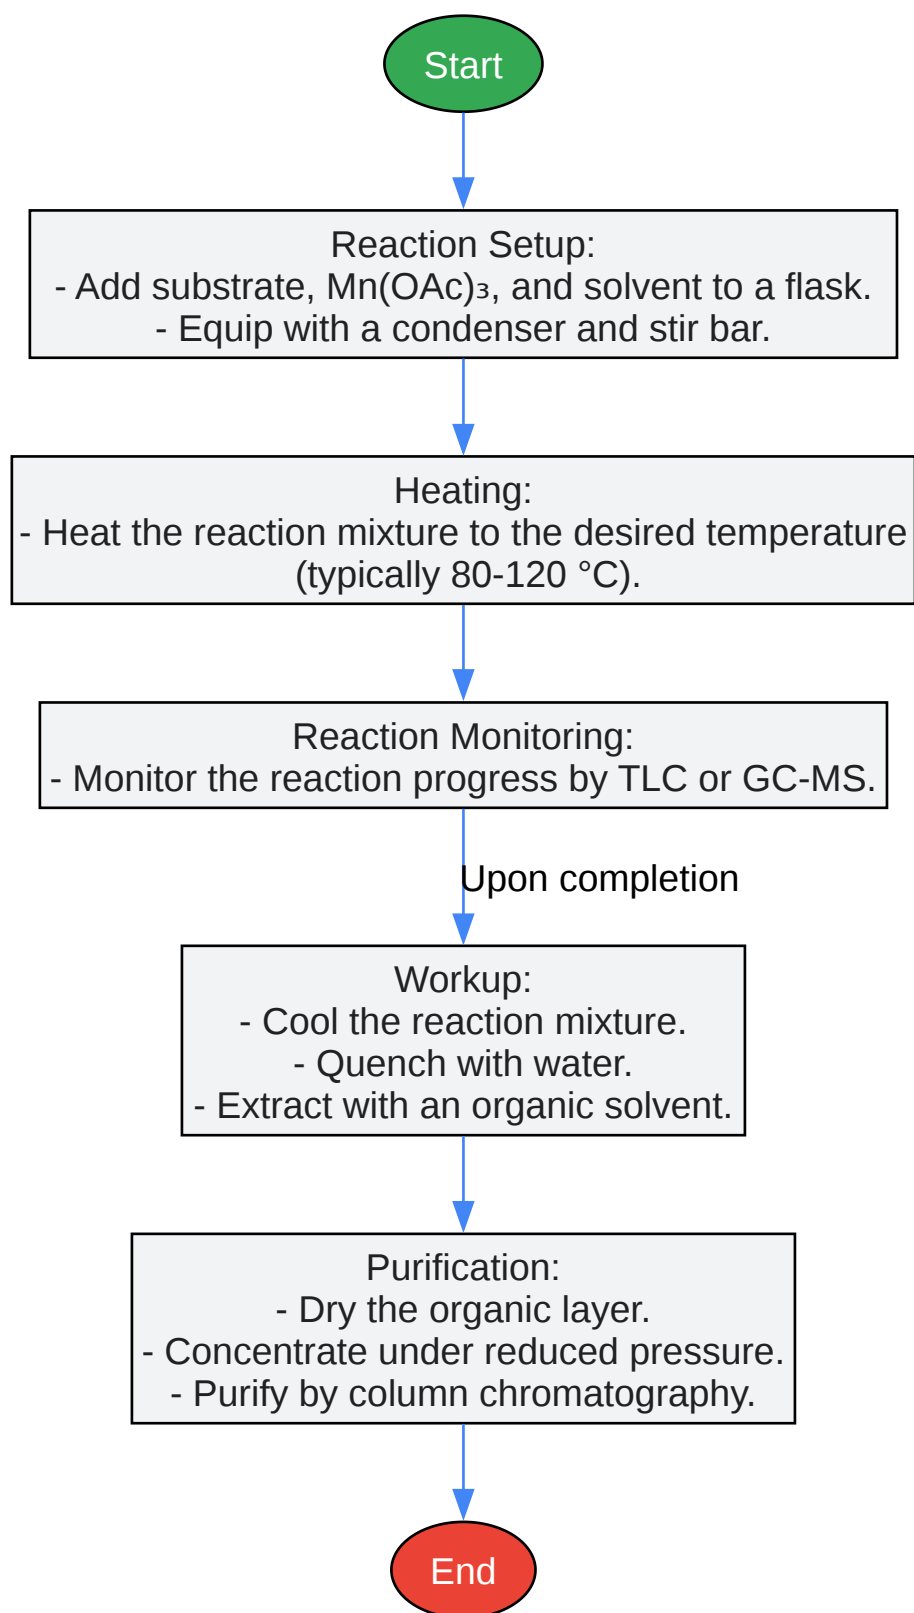 Start
Reaction Setup:
- Add substrate, Mn(OAc)₃, and solvent to a flask.
- Equip with a condenser and stir bar.
Heating:
- Heat the reaction mixture to the desired temperature
(typically 80-120 °C).
Reaction Monitoring:
- Monitor the reaction progress by TLC or GC-MS.
Upon completion
Workup:
- Cool the reaction mixture.
- Quench with water.
- Extract with an organic solvent.
Purification:
- Dry the organic layer.
- Concentrate under reduced pressure.
- Purify by column chromatography.
End